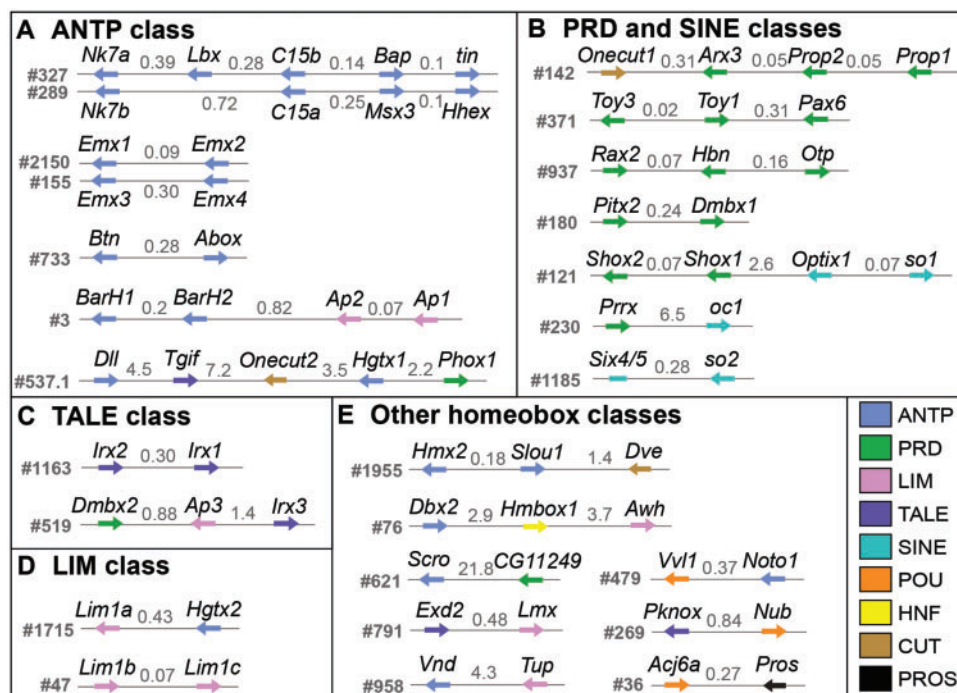 A ANTP class
Nk7a 0.39 Lbx 0.28 C15b 0.14 Bap 0.1 tin
#327
#289
Nk7b 0.72 C15a 0.25 Msx3 0.1 Hhex
Emx1 0.09 Emx2
#2150
#155
Emx3 0.30 Emx4
Btn 0.28 Abox
#733
BarH1 0.2 BarH2 0.82 Ap2 0.07 Ap1
#3
Dll 4.5 Tgif 7.2 Onecut2 3.5 Hgtx1 2.2 Phox1
#537.1
B PRD and SINE classes
Onecut1 0.31 Arx3 0.05 Prop2 0.05 Prop1
#142
Toy3 0.02 Toy1 0.31 Pax6
#371
Rax2 0.07 Hbn 0.16 Otp
#937
Pitx2 0.24 Dmbx1
#180
Shox2 0.07 Shox1 2.6 Optix1 0.07 so1
#121
Prrx 6.5 oc1
#230
Six4/5 0.28 so2
#1185
C TALE class
Irx2 0.30 Irx1
#1163
Dmbx2 0.88 Ap3 1.4 Irx3
#519
D LIM class
Lim1a 0.43 Hgtx2
#1715
Lim1b 0.07 Lim1c
#47
E Other homeobox classes
Hmx2 0.18 Slou1 1.4 Dve
#1955
Dbx2 2.9 Hmbox1 3.7 Awh
#76
Scro 21.8 CG11249
#621
Vvl1 0.37 Noto1
#479
Exd2 0.48 Lmx
#791
Pknox 0.84 Nub
#269
Vnd 4.3 Tup
#958
Acj6a 0.27 Pros
#36
ANTP
PRD
LIM
TALE
SINE
POU
HNF
CUT
PROS